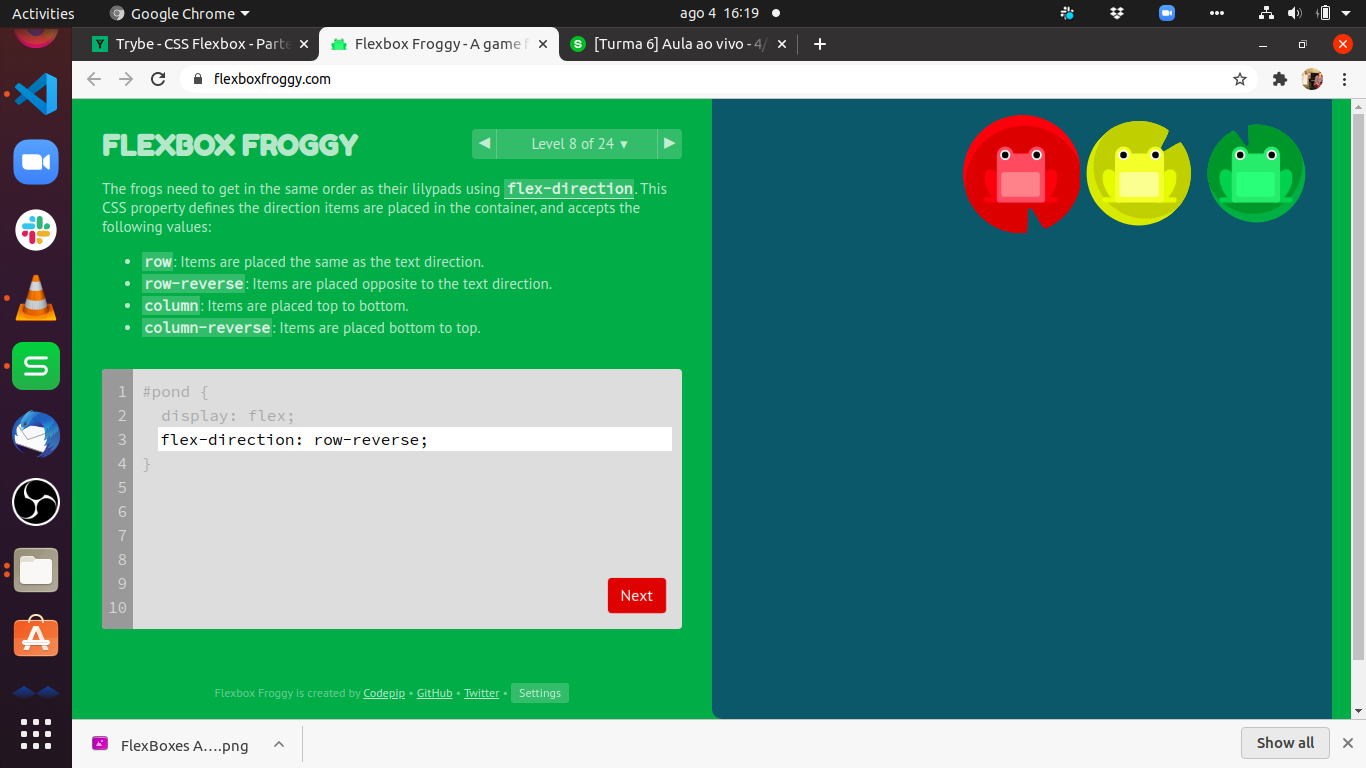 Activities
Google Chrome
ago 4 16:19
Trybe - CSS Flexbox - Parte
Flexbox Froggy - A game f
[Turma 6] Aula ao vivo - 4/
flexboxfroggy.com
FLEXBOX FROGGY
Level 8 of 24 ▾
The frogs need to get in the same order as their lilypads using flex-direction. This
CSS property defines the direction items are placed in the container, and accepts the
following values:
• row: Items are placed the same as the text direction.
• row-reverse: Items are placed opposite to the text direction.
• column: Items are placed top to bottom.
• column-reverse: Items are placed bottom to top.
1 #pond {
2 display: flex;
3 flex-direction: row-reverse;
4 }
5
6
7
8
9
10
Next
Flexbox Froggy is created by Codepip • GitHub • Twitter • Settings
FlexBoxes A....png
Show all